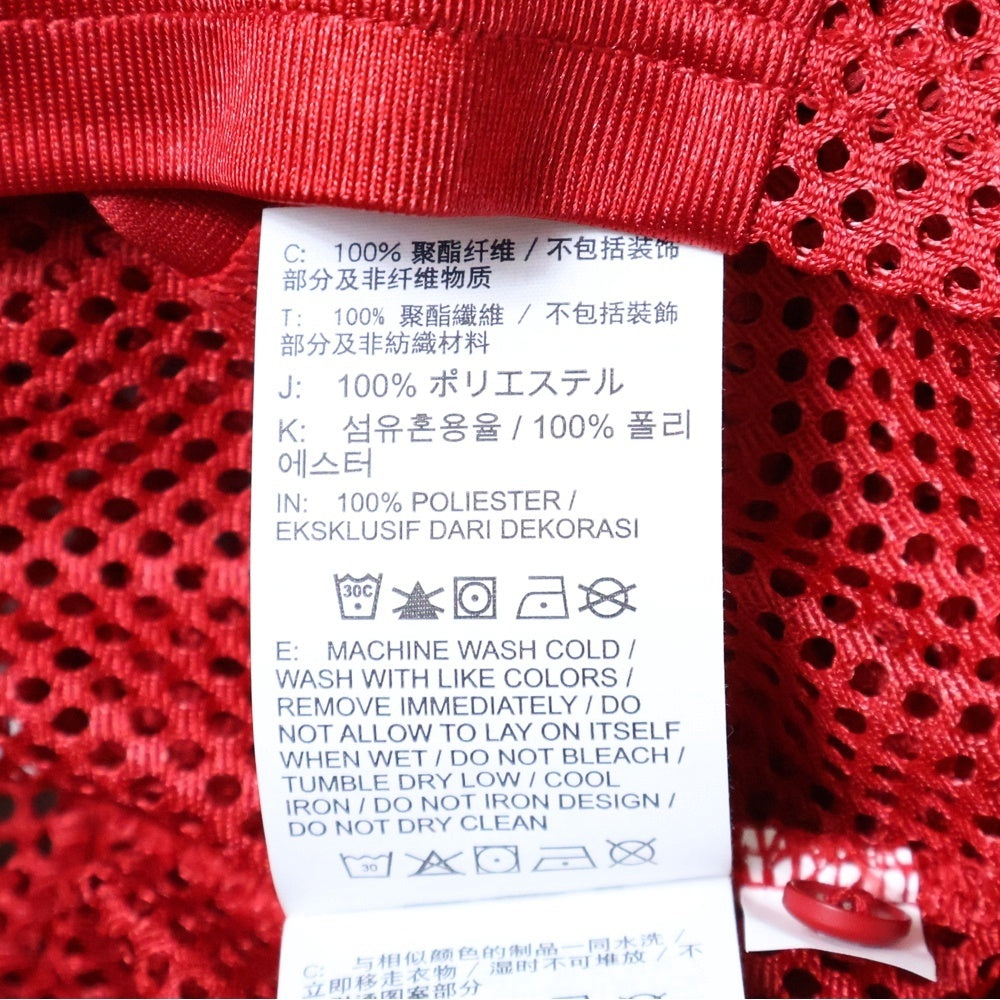 C: 100% 聚酯纤维 / 不包括装饰
部分及非纤维物质
T: 100% 聚酯纖維 / 不包括裝飾
部分及非紡織材料
J: 100% ポリエステル
K: 섬유혼용율 / 100% 폴리
에스터
IN: 100% POLIESTER /
EKSKLUSIF DARI DEKORASI
30C
E: MACHINE WASH COLD /
WASH WITH LIKE COLORS /
REMOVE IMMEDIATELY / DO
NOT ALLOW TO LAY ON ITSELF
WHEN WET / DO NOT BLEACH /
TUMBLE DRY LOW / COOL
IRON / DO NOT IRON DESIGN /
DO NOT DRY CLEAN
30
C: 与相似颜色的制品一同水洗 /
立即移走衣物 / 湿时不可堆放 / 不
图案部分